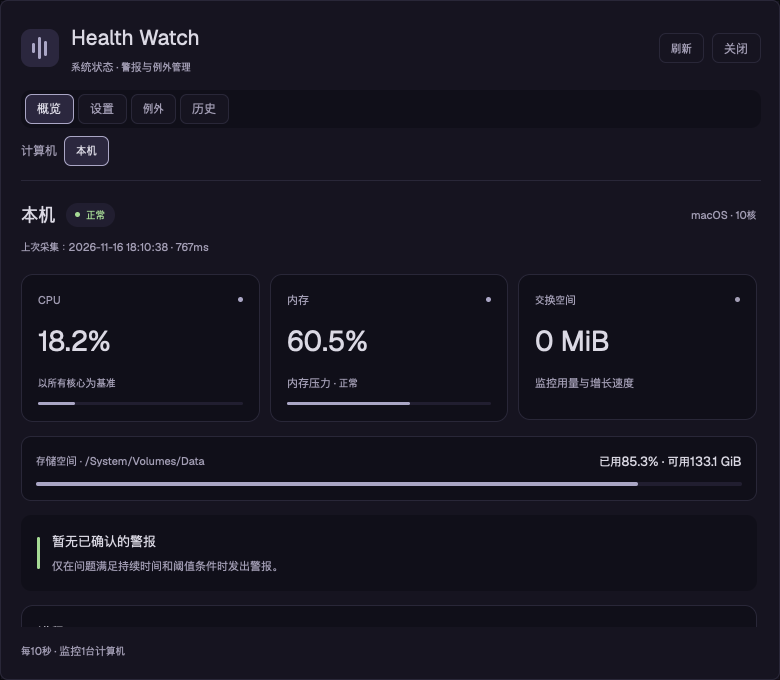 Health Watch
系统状态 · 警报与例外管理
刷新
关闭
概览
设置
例外
历史
计算机
本机
本机
正常
macOS · 10核
上次采集：2026-11-16 18:10:38 · 767ms
CPU
18.2%
以所有核心为基准
内存
60.5%
内存压力 · 正常
交换空间
0 MiB
监控用量与增长速度
存储空间 · /System/Volumes/Data
已用85.3% · 可用133.1 GiB
暂无已确认的警报
仅在问题满足持续时间和阈值条件时发出警报。
每10秒 · 监控1台计算机